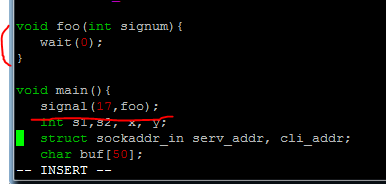 void foo(int signum){
wait(0);
}
void main(){
signal(17,foo);
int s1,s2, x, y;
struct sockaddr_in serv_addr, cli_addr;
char buf[50];
-- INSERT --